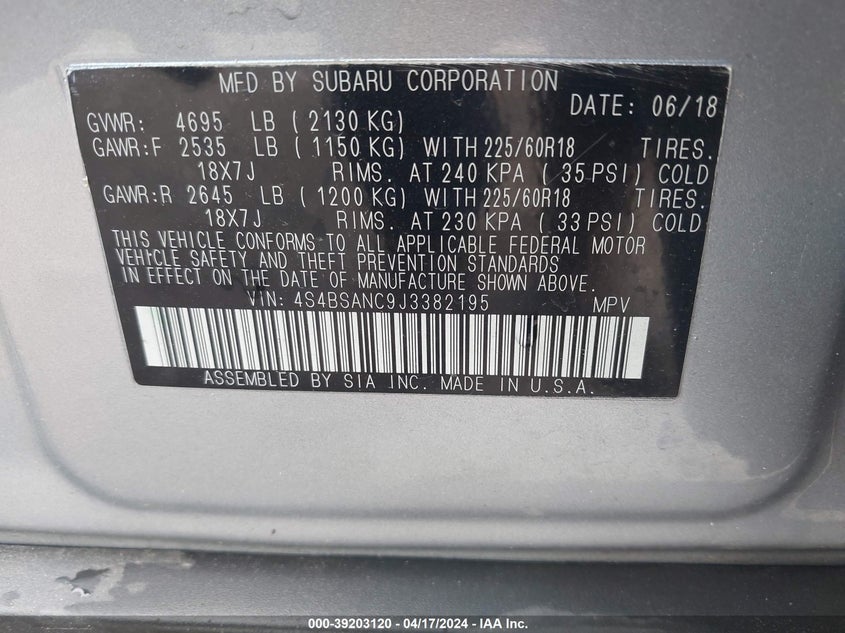 MFD BY SUBARU CORPORATION
DATE: 06/18
GVWR: 4695 LB ( 2130 KG)
GAWR:F 2535 LB ( 1150 KG) WITH 225/60R18 TIRES.
18X7J RIMS. AT 240 KPA ( 35 PSI) COLD
GAWR:R 2645 LB ( 1200 KG) WITH 225/60R18 TIRES.
18X7J RIMS. AT 230 KPA ( 33 PSI) COLD
THIS VEHICLE CONFORMS TO ALL APPLICABLE FEDERAL MOTOR
VEHICLE SAFETY AND THEFT PREVENTION STANDARDS
IN EFFECT ON THE DATE OF MANUFACTURE SHOWN ABOVE.
VIN: 4S4BSANC9J3382195 MPV
ASSEMBLED BY SIA INC. MADE IN U.S.A.
000-39203120 - 04/17/2024 - IAA Inc.